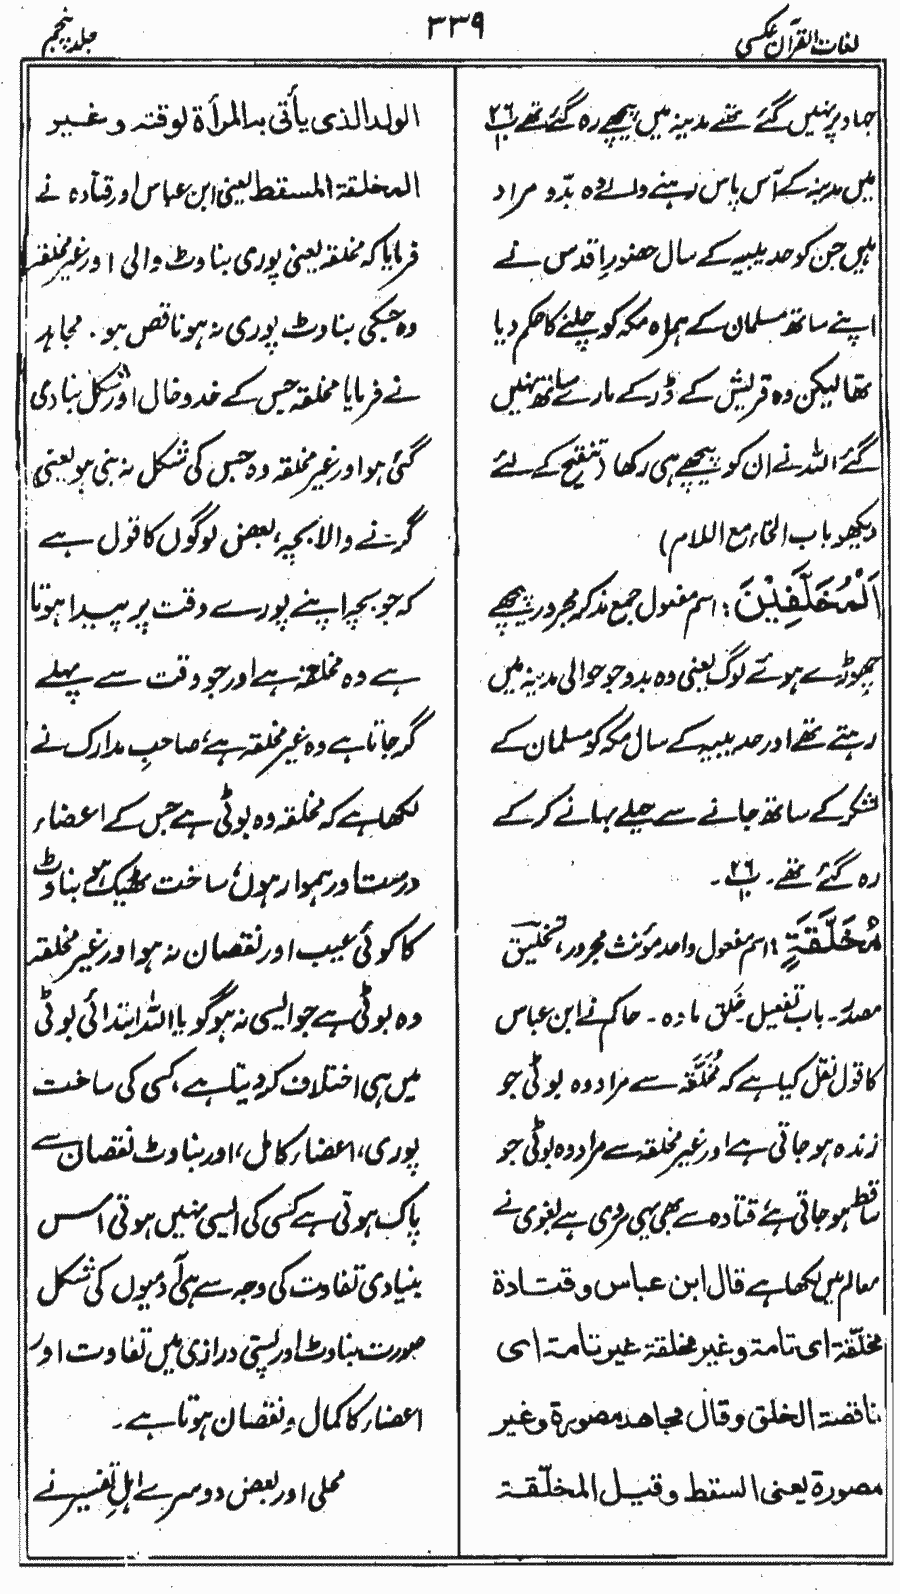 لغات القرآن عکسی
۳۳۹
جلد پنجم
جہاد پر نہیں گئے تھے مدینہ میں پیچھے رہ گئے تھے پ ۲۶
میں مدینہ کے آس پاس رہنے والے وہ بدّو مراد
ہیں جن کو حدیبیہ کے سال حضورِ اقدس نے
اپنے ساتھ مسلمان کے ہمراہ مکہ کو چلنے کا حکم دیا
تھا لیکن وہ قریش کے ڈر کے مارے ساتھ نہیں
گئے اللہ نے ان کو پیچھے ہی رکھا (تنقیح کے لئے
دیکھو باب الخاء مع اللام)
اَلْمُخَلَّفِیْنَ: اسم مفعول جمع مذکر مجرور پیچھے
چھوڑے ہوئے لوگ یعنی وہ بدو جو حوالی مدینہ میں
رہتے تھے اور حدیبیہ کے سال مکہ کو مسلمان کے
لشکر کے ساتھ جانے سے حیلے بہانے کر کے
رہ گئے تھے۔ پ ۲۶۔
مُخَلَّقَۃٍ: اسم مفعول واحد مؤنث مجرور، تخلیق
مصدر۔ باب تفعیل۔ خَلق مادہ۔ حاکم نے ابن عباس
کا قول نقل کیا ہے کہ مُخَلَّقَہ سے مراد وہ بوٹی جو
زندہ ہو جاتی ہے اور غیر مخلقہ سے مراد وہ بوٹی جو
ساقط ہو جاتی ہے قتادہ سے بھی یہی مروی ہے بغوی نے
معالم میں لکھا ہے قال ابن عباس و قتادۃ
مخلّقۃ ای تامۃ وغیر مخلقۃ غیر تامۃ ای
ناقصۃ الخلق وقال مجاھد مصورۃ وغیر
مصورۃ یعنی السقط وقیل المخلّقۃ
الولد الذی یأتی بہ المرأۃ لوقتہ و غیر
المخلقۃ المسقط یعنی ابن عباس اور قتادہ نے
فرمایا کہ مخلقہ یعنی پوری بناوٹ والی اور غیر مخلقہ
وہ جسکی بناوٹ پوری نہ ہو ناقص ہو۔ مجاہد
نے فرمایا مخلقہ جس کے خدوخال اور شکل بنا دی
گئی ہو اور غیر مخلقہ وہ جس کی شکل نہ بنی ہو یعنی
گرنے والا بچہ، بعض لوگوں کا قول ہے
کہ جو بچہ اپنے پورے وقت پر پیدا ہوتا
ہے وہ مخلقہ ہے اور جو وقت سے پہلے
گر جاتا ہے وہ غیر مخلقہ ہے، صاحبِ مدارک نے
لکھا ہے کہ مخلقہ وہ بوٹی ہے جس کے اعضاء
درست اور ہموار ہوں، ساخت ٹھیک ہو بناوٹ
کا کوئی عیب اور نقصان نہ ہو اور غیر مخلقہ
وہ بوٹی ہے جو ایسی نہ ہو گویا اللہ ابتدائی بوٹی
میں ہی اختلاف کر دیتا ہے، کسی کی ساخت
پوری، اعضاء کامل، اور بناوٹ نقصان سے
پاک ہوتی ہے کسی کی ایسی نہیں ہوتی اس
بنیادی تفاوت کی وجہ سے ہی آدمیوں کی شکل
صورت بناوٹ اور پستی درازی میں تفاوت اور
اعضاء کا کمال و نقصان ہوتا ہے۔
محلی اور بعض دوسرے اہلِ تفسیر نے